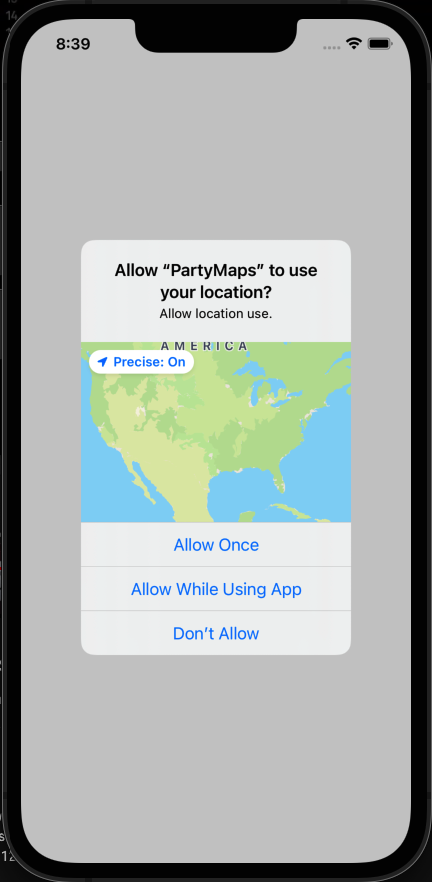 14
8:39
Allow “PartyMaps” to use
your location?
Allow location use.
AMERICA
Precise: On
Allow Once
Allow While Using App
Don’t Allow